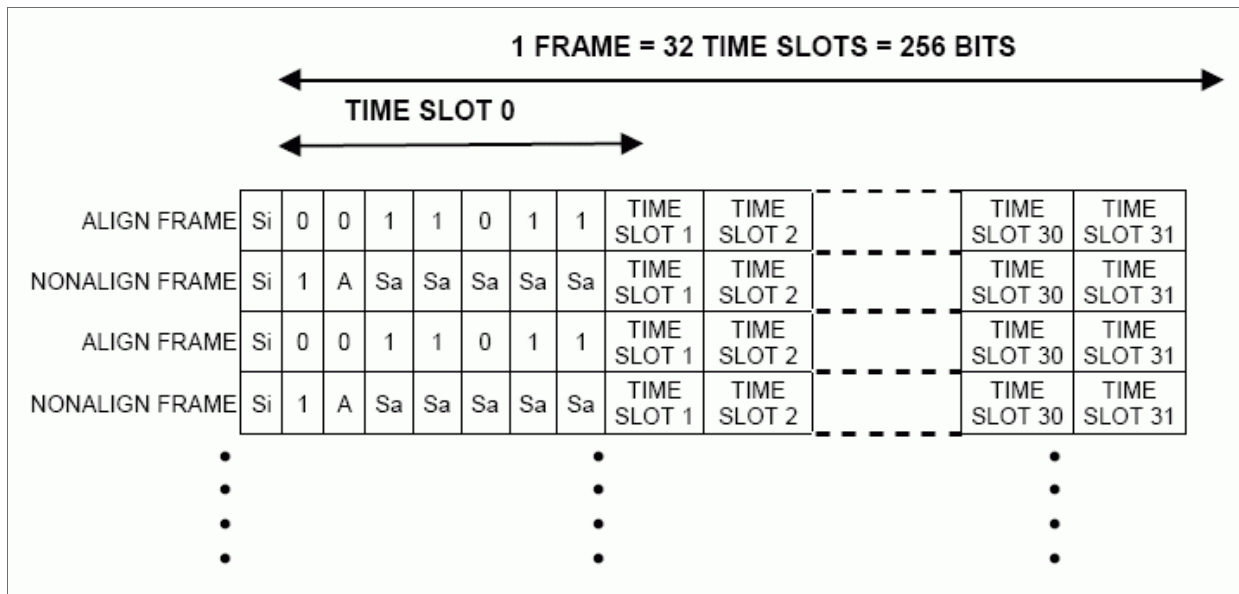 1 FRAME = 32 TIME SLOTS = 256 BITS
TIME SLOT 0
ALIGN FRAME Si 0 0 1 1 0 1 1 TIME SLOT 1 TIME SLOT 2 TIME SLOT 30 TIME SLOT 31
NONALIGN FRAME Si 1 A Sa Sa Sa Sa Sa TIME SLOT 1 TIME SLOT 2 TIME SLOT 30 TIME SLOT 31
ALIGN FRAME Si 0 0 1 1 0 1 1 TIME SLOT 1 TIME SLOT 2 TIME SLOT 30 TIME SLOT 31
NONALIGN FRAME Si 1 A Sa Sa Sa Sa Sa TIME SLOT 1 TIME SLOT 2 TIME SLOT 30 TIME SLOT 31